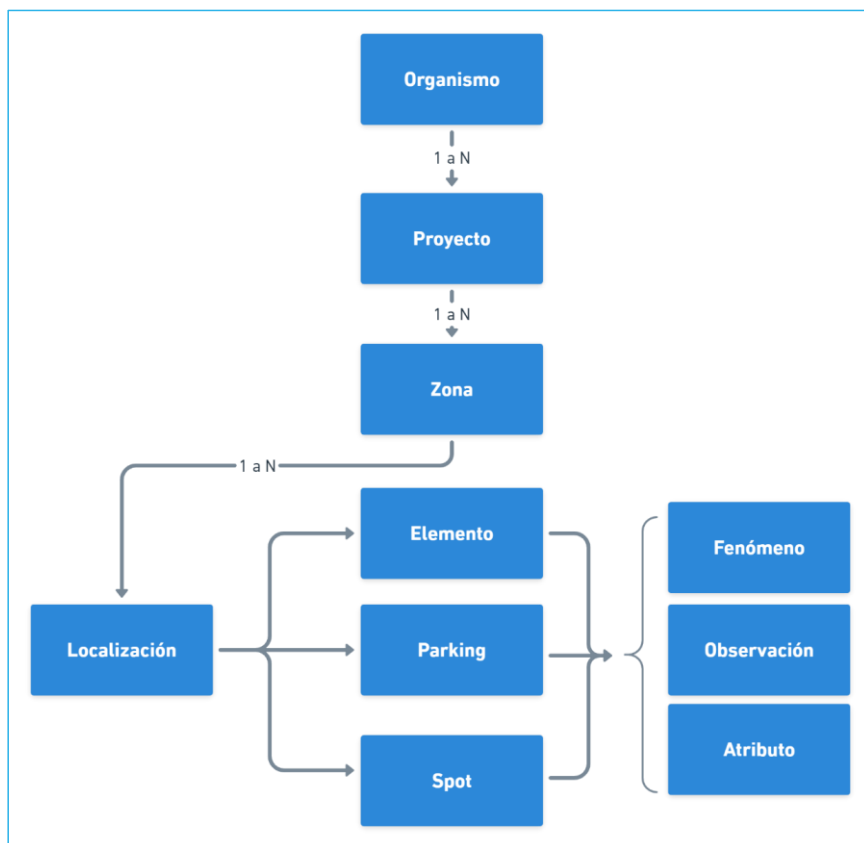 Organismo
1 a N
Proyecto
1 a N
Zona
1 a N
Elemento
Fenómeno
Localización
Parking
Observación
Atributo
Spot